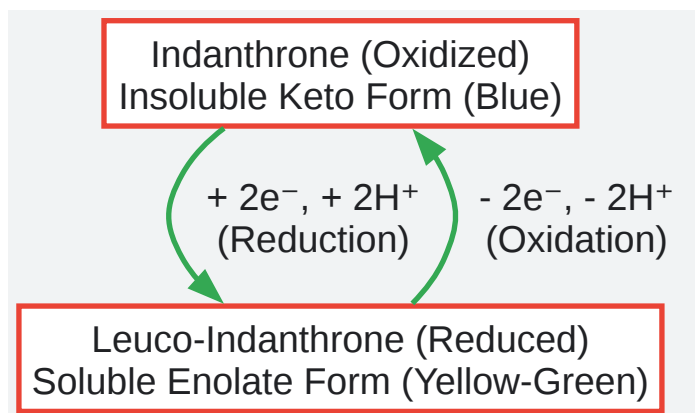 Indanthrone (Oxidized)
Insoluble Keto Form (Blue)
+ 2e⁻, + 2H⁺
(Reduction)
- 2e⁻, - 2H⁺
(Oxidation)
Leuco-Indanthrone (Reduced)
Soluble Enolate Form (Yellow-Green)